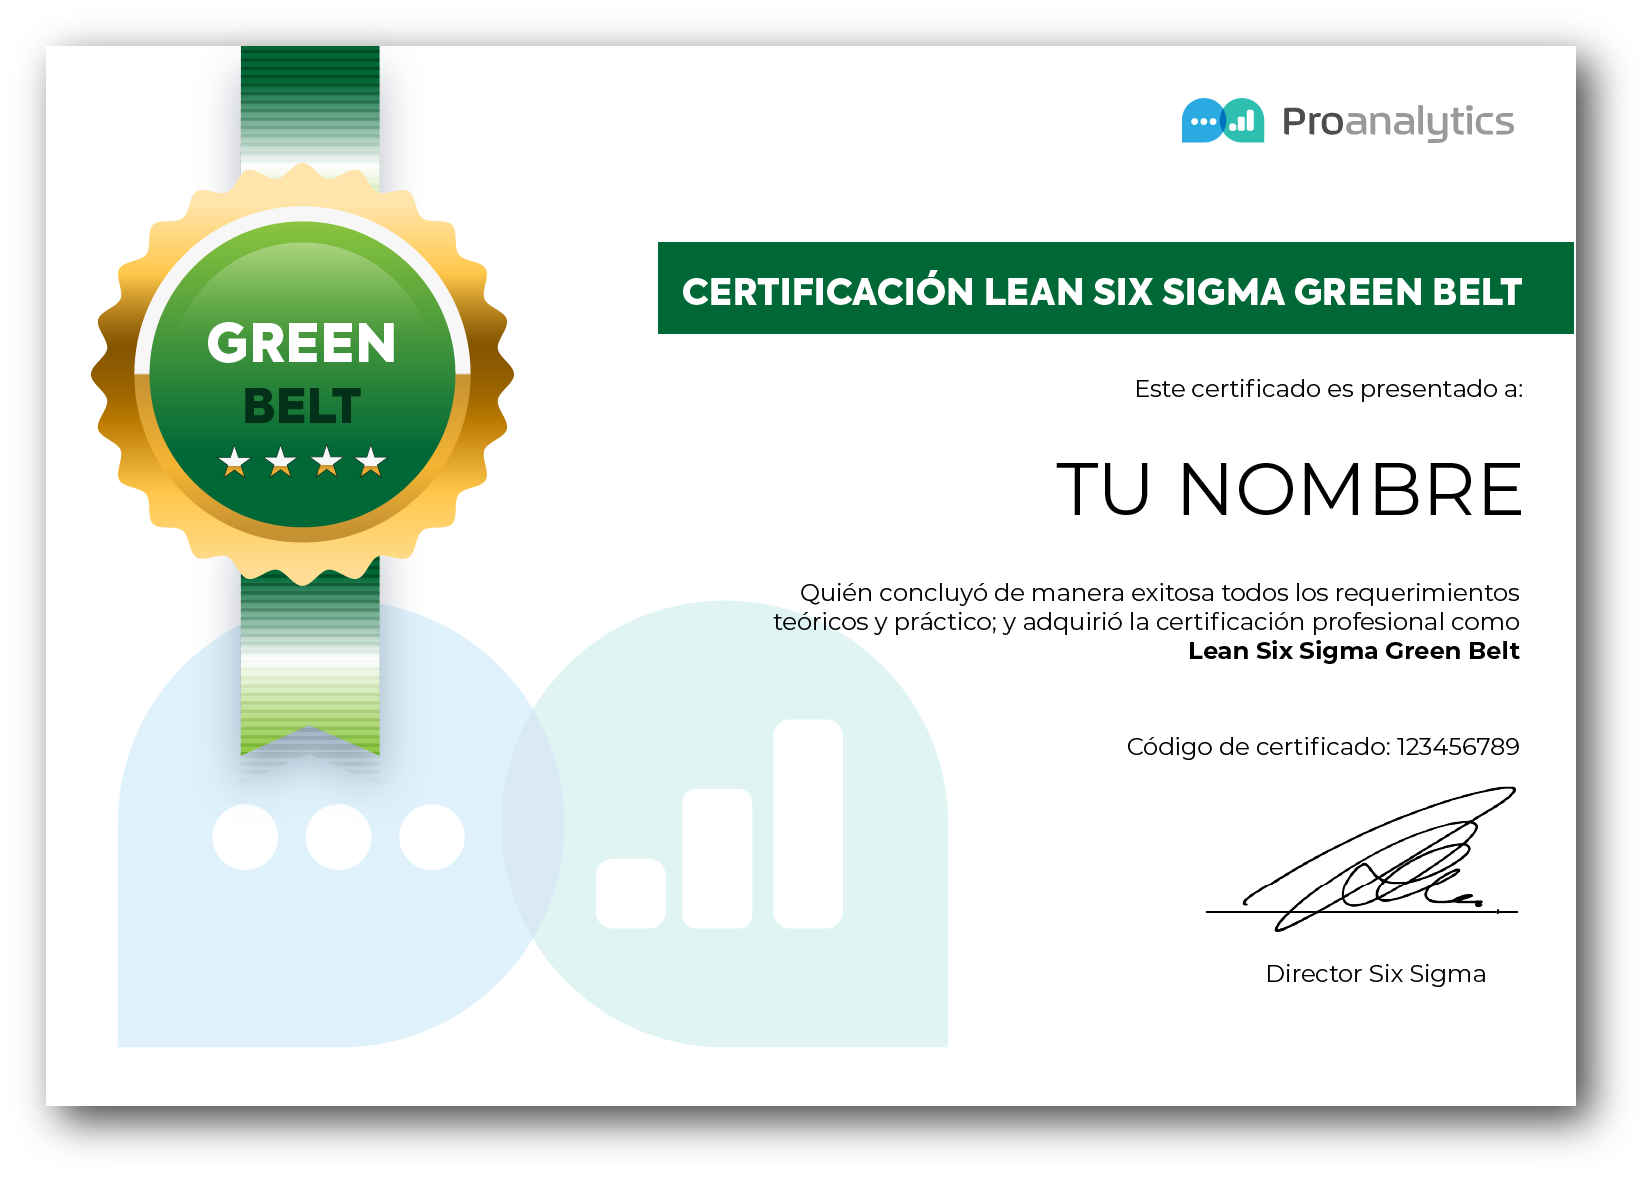 Proanalytics
CERTIFICACIÓN LEAN SIX SIGMA GREEN BELT
GREEN
BELT
Este certificado es presentado a:
TU NOMBRE
Quién concluyó de manera exitosa todos los requerimientos
teóricos y práctico; y adquirió la certificación profesional como
Lean Six Sigma Green Belt
Código de certificado: 123456789
Director Six Sigma